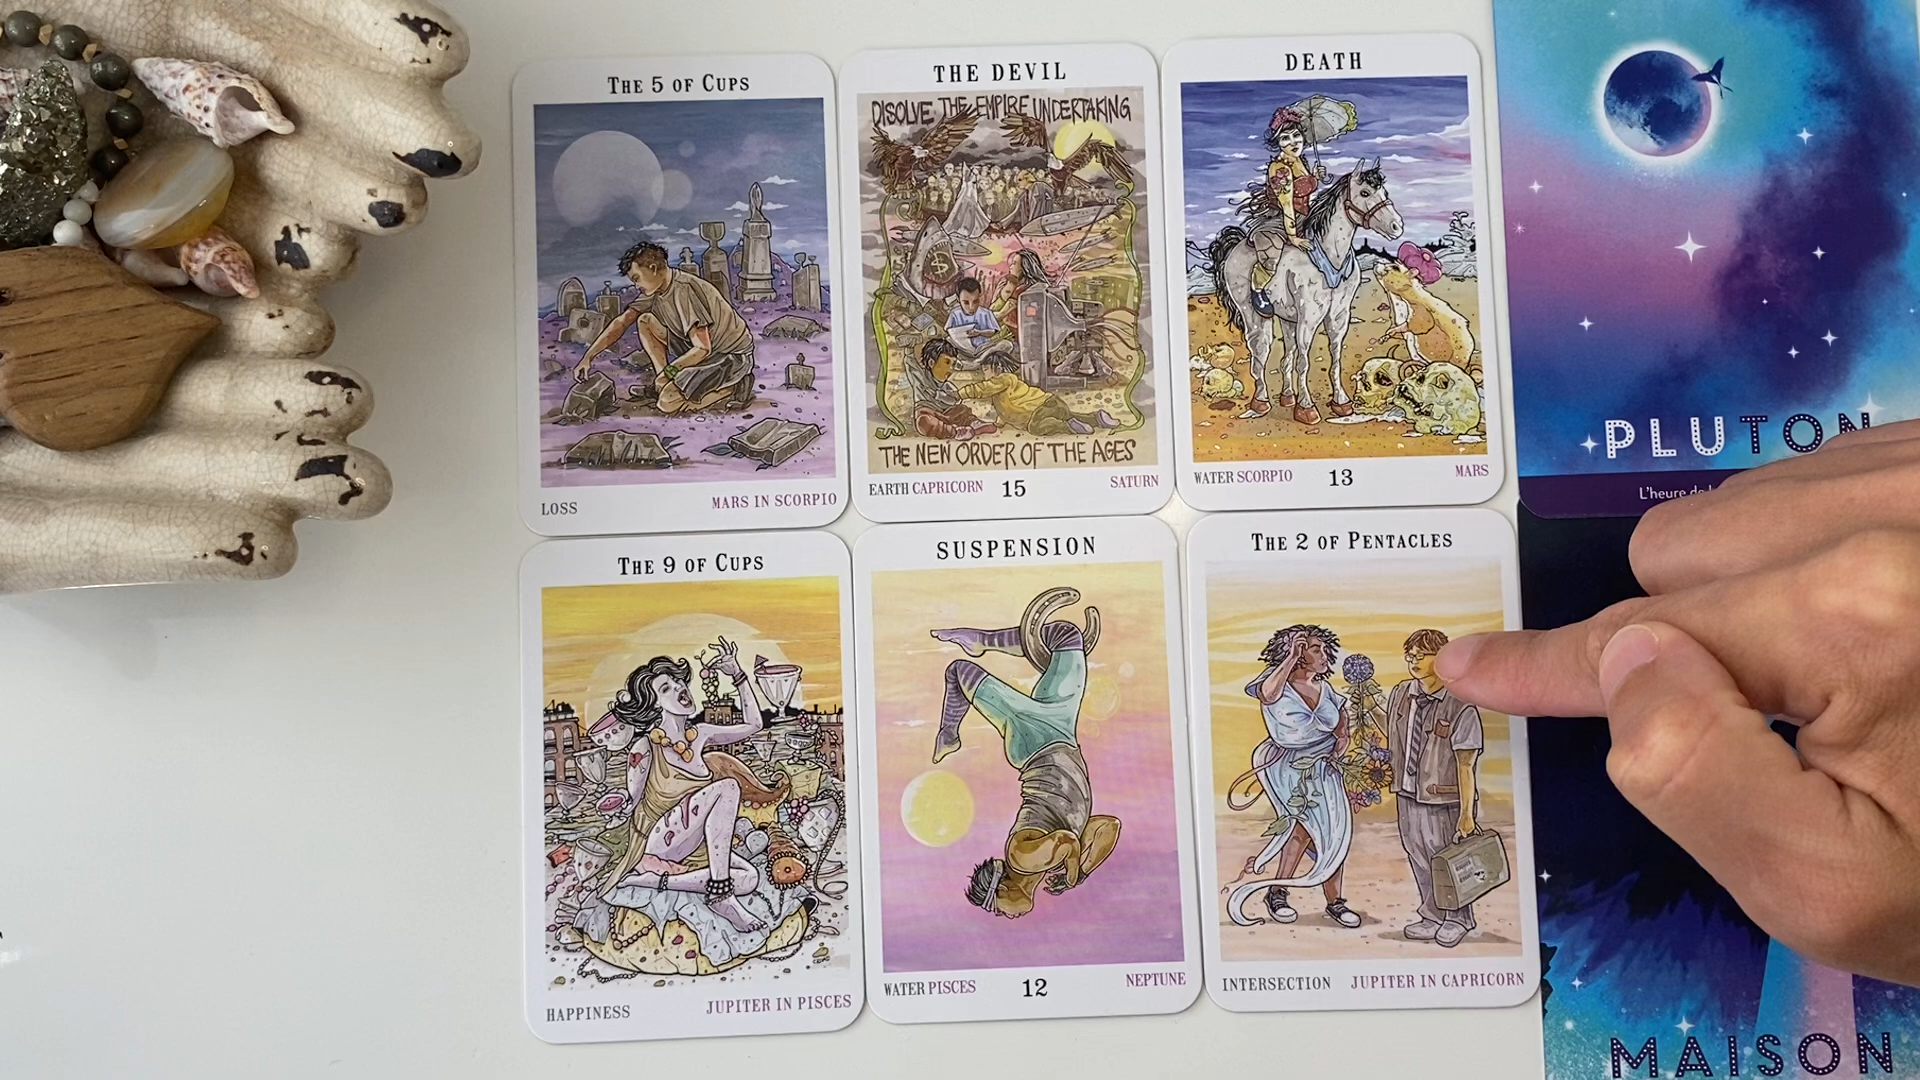 THE 5 OF CUPS
LOSS
MARS IN SCORPIO
THE DEVIL
DISOLVE THE EMPIRE UNDERTAKING
THE NEW ORDER OF THE AGES
EARTH CAPRICORN 15 SATURN
DEATH
WATER SCORPIO 13 MARS
PLUTON
L'heure de
THE 9 OF CUPS
HAPPINESS
JUPITER IN PISCES
SUSPENSION
WATER PISCES 12 NEPTUNE
THE 2 OF PENTACLES
INTERSECTION
JUPITER IN CAPRICORN
MAISON